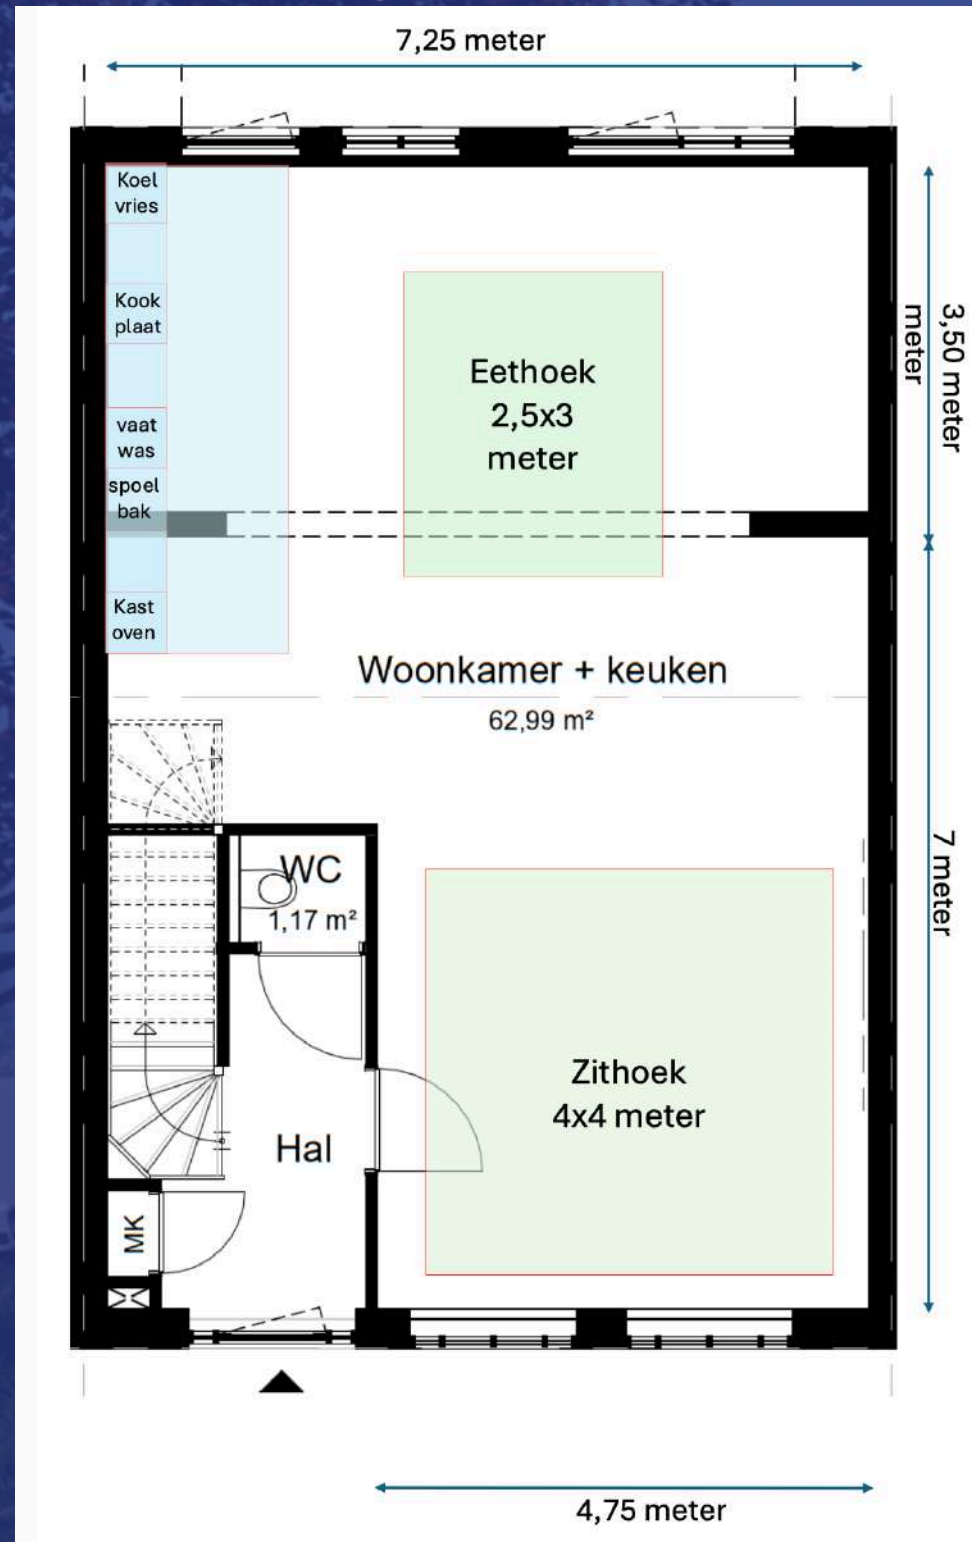 7,25 meter
Koel
vries
Kook
plaat
vaat
was
spoel
bak
Kast
oven
Eethoek
2,5x3
meter
3,50 meter
meter
Woonkamer + keuken
62,99 m²
7 meter
WC
1,17 m²
Zithoek
4x4 meter
Hal
MK
4,75 meter